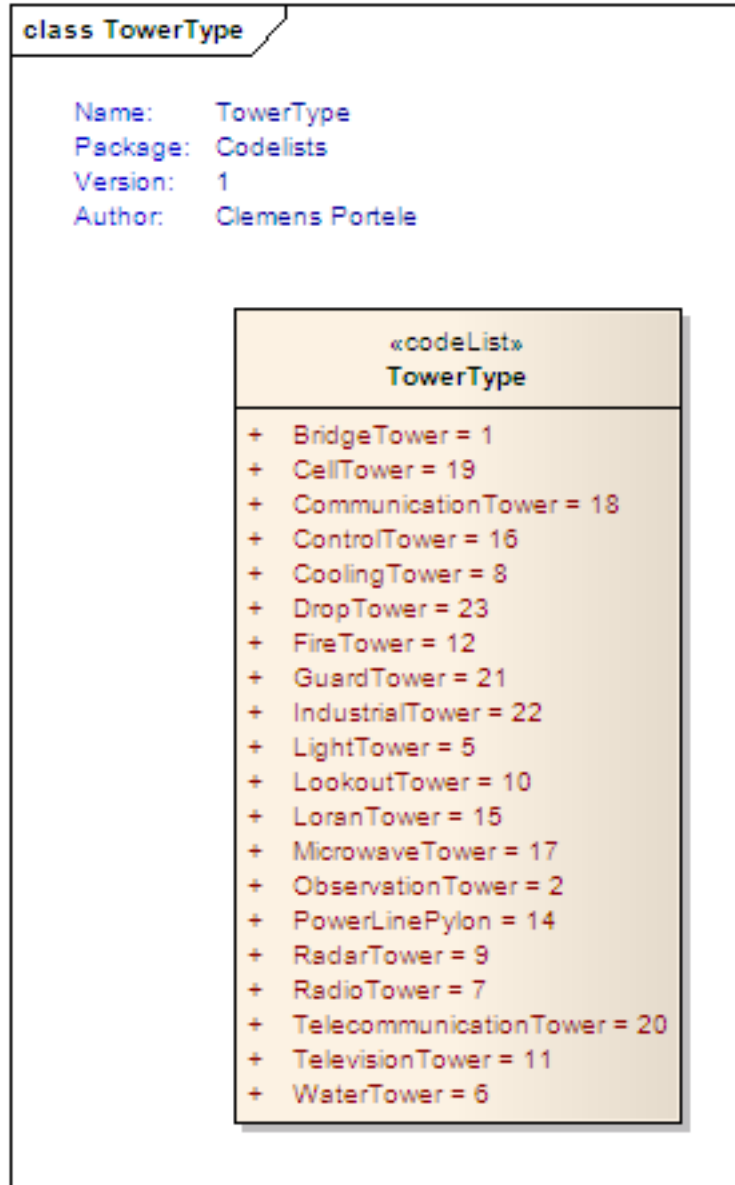 class TowerType
Name: TowerType
Package: Codelists
Version: 1
Author: Clemens Portele
«codeList»
TowerType
+ BridgeTower = 1
+ CellTower = 19
+ CommunicationTower = 18
+ ControlTower = 16
+ CoolingTower = 8
+ DropTower = 23
+ FireTower = 12
+ GuardTower = 21
+ IndustrialTower = 22
+ LightTower = 5
+ LookoutTower = 10
+ LoranTower = 15
+ MicrowaveTower = 17
+ ObservationTower = 2
+ PowerLinePylon = 14
+ RadarTower = 9
+ RadioTower = 7
+ TelecommunicationTower = 20
+ TelevisionTower = 11
+ WaterTower = 6